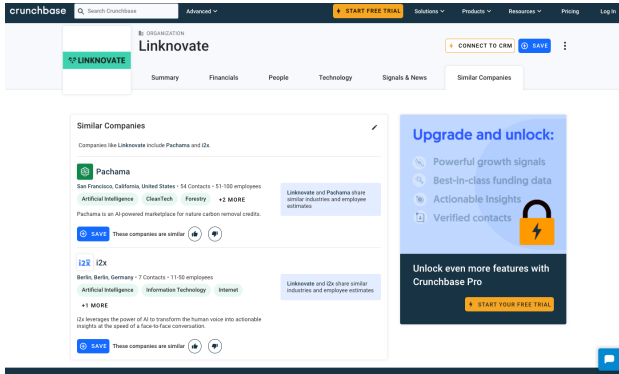 crunchbase
Search Crunchbase
Advanced
START FREE TRIAL
Solutions
Products
Resources
Pricing
Log In
LINKNOVATE
ORGANIZATION
Linknovate
CONNECT TO CRM
SAVE
Summary
Financials
People
Technology
Signals & News
Similar Companies
Similar Companies
Companies like Linknovate include Pachama and i2x.
Pachama
San Francisco, California, United States • 54 Contacts • 51-100 employees
Artificial Intelligence
CleanTech
Forestry
+2 MORE
Pachama is an AI-powered marketplace for nature carbon removal credits.
Linknovate and Pachama share
similar industries and employee
estimates
SAVE
These companies are similar
i2x
i2x
Berlin, Berlin, Germany • 7 Contacts • 11-50 employees
Artificial Intelligence
Information Technology
Internet
+1 MORE
i2x leverages the power of AI to transform the human voice into actionable
insights at the speed of a face-to-face conversation.
Linknovate and i2x share similar
industries and employee estimates
SAVE
These companies are similar
Upgrade and unlock:
Powerful growth signals
Best-in-class funding data
Actionable Insights
Verified contacts
Unlock even more features with
Crunchbase Pro
START YOUR FREE TRIAL